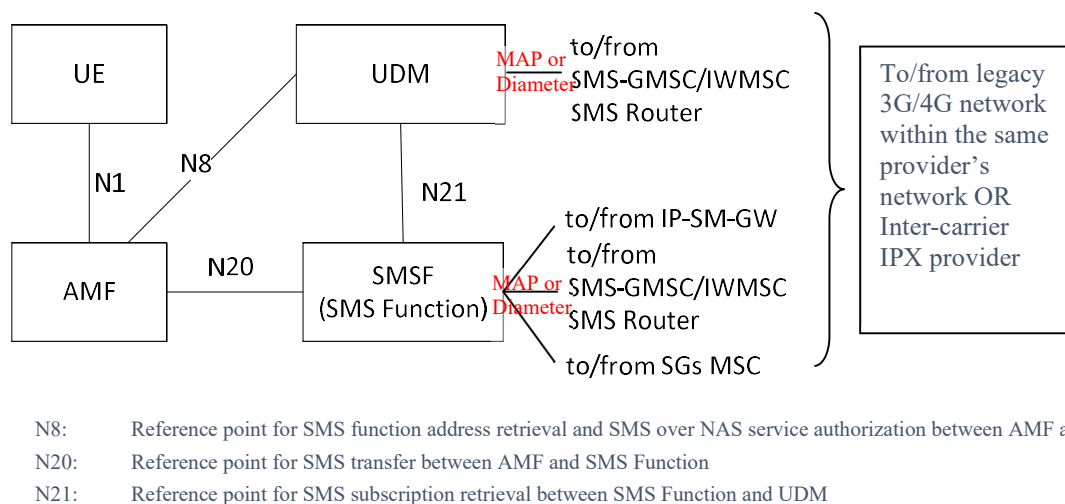 UE
UDM
MAP or
Diameter
to/from
SMS-GMSC/IWMSC
SMS Router
To/from legacy
3G/4G network
within the same
provider’s
network OR
Inter-carrier
IPX provider
N1
N8
N21
AMF
N20
SMSF
(SMS Function)
MAP or
Diameter
to/from IP-SM-GW
to/from
SMS-GMSC/IWMSC
SMS Router
to/from SGs MSC
N8: Reference point for SMS function address retrieval and SMS over NAS service authorization between AMF a
N20: Reference point for SMS transfer between AMF and SMS Function
N21: Reference point for SMS subscription retrieval between SMS Function and UDM